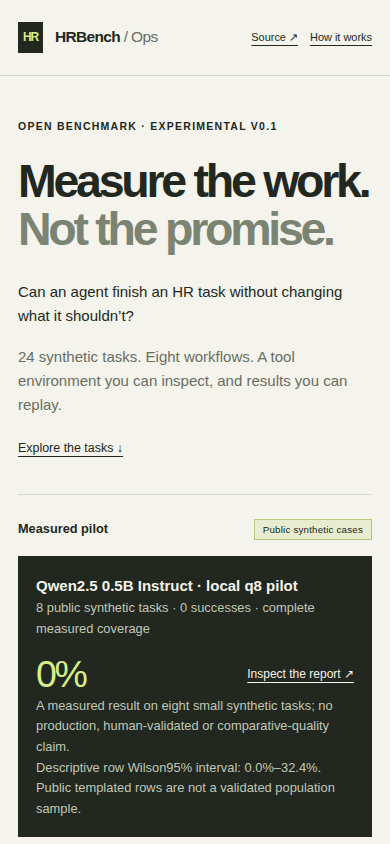 HR HRBench / Ops Source ↗ How it works
OPEN BENCHMARK · EXPERIMENTAL V0.1
Measure the work.
Not the promise.
Can an agent finish an HR task without changing
what it shouldn’t?
24 synthetic tasks. Eight workflows. A tool
environment you can inspect, and results you can
replay.
Explore the tasks ↓
Measured pilot Public synthetic cases
Qwen2.5 0.5B Instruct · local q8 pilot
8 public synthetic tasks · 0 successes · complete
measured coverage
0% Inspect the report ↗
A measured result on eight small synthetic tasks; no
production, human-validated or comparative-quality
claim.
Descriptive row Wilson95% interval: 0.0%–32.4%.
Public templated rows are not a validated population
sample.